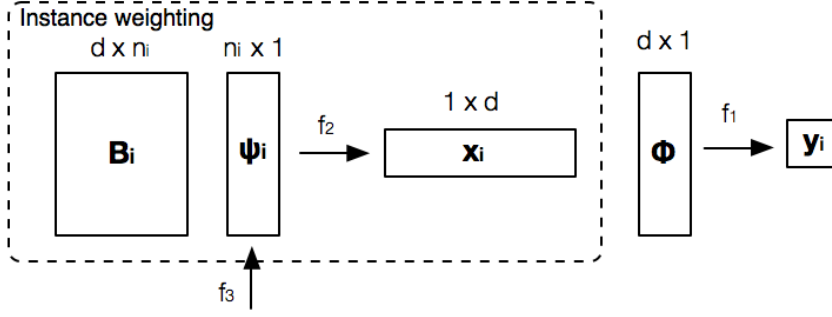 Instance weighting
d x nᵢ
nᵢ x 1
d x 1
1 x d
Bᵢ
ψᵢ
f₂
xᵢ
Φ
f₁
yᵢ
f₃